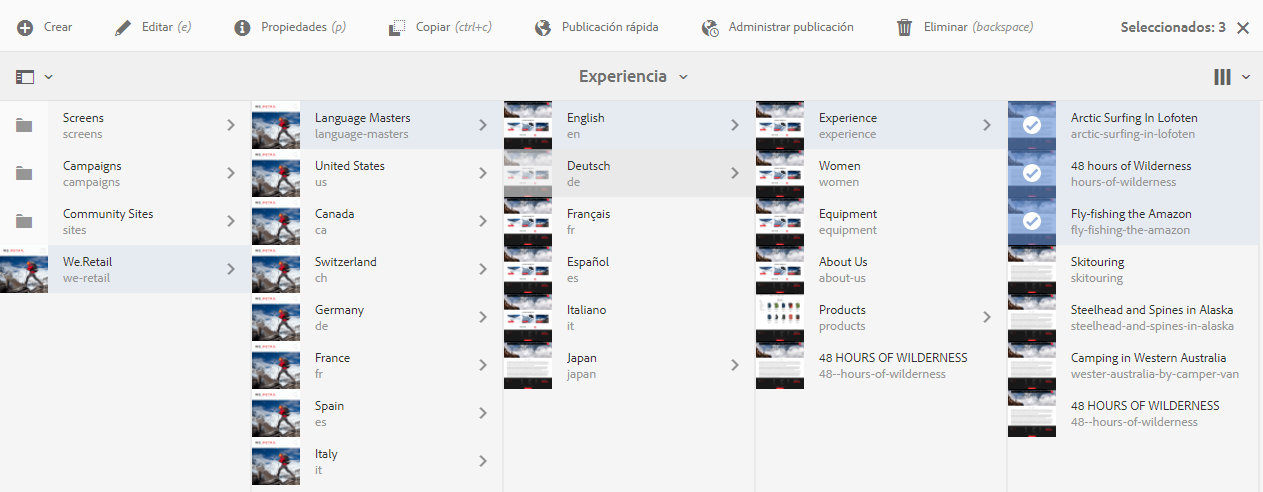 Crear
Editar (e)
Propiedades (p)
Copiar (ctrl+c)
Publicación rápida
Administrar publicación
Eliminar (backspace)
Seleccionados: 3
Experiencia
Screens
screens
Campaigns
campaigns
Community Sites
sites
We.Retail
we-retail
Language Masters
language-masters
United States
us
Canada
ca
Switzerland
ch
Germany
de
France
fr
Spain
es
Italy
it
English
en
Deutsch
de
Français
fr
Español
es
Italiano
it
Japan
japan
Experience
experience
Women
women
Equipment
equipment
About Us
about-us
Products
products
48 HOURS OF WILDERNESS
48--hours-of-wilderness
Arctic Surfing In Lofoten
arctic-surfing-in-lofoten
48 hours of Wilderness
hours-of-wilderness
Fly-fishing the Amazon
fly-fishing-the-amazon
Skitouring
skitouring
Steelhead and Spines in Alaska
steelhead-and-spines-in-alaska
Camping in Western Australia
wester-australia-by-camper-van
48 HOURS OF WILDERNESS
48--hours-of-wilderness